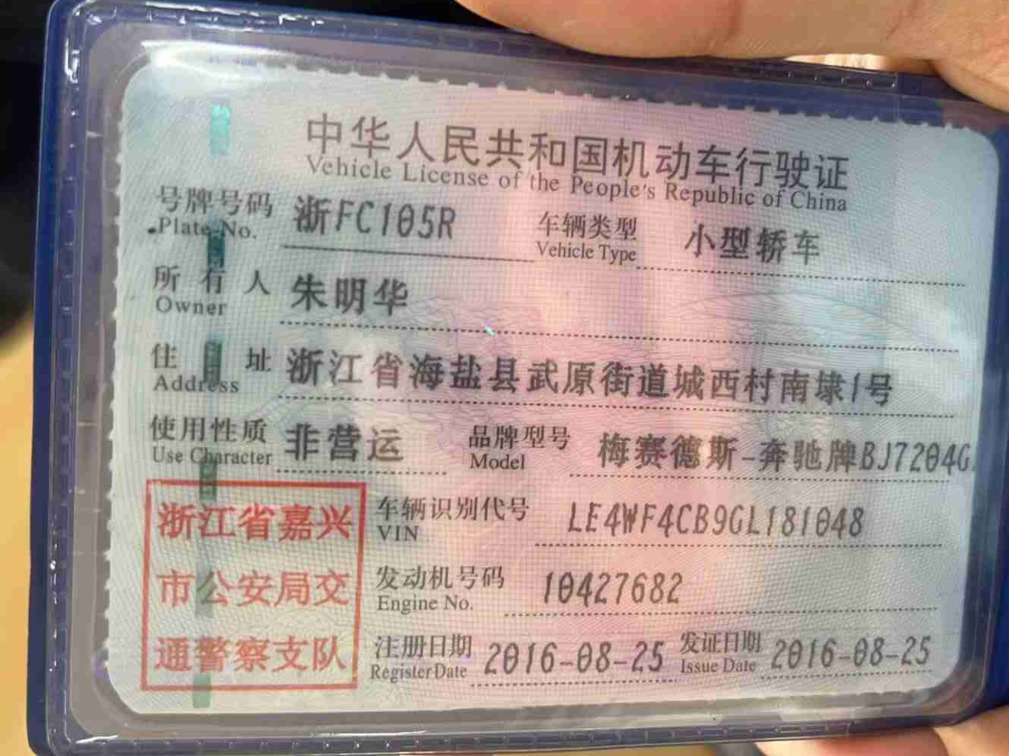 中华人民共和国机动车行驶证
Vehicle License of the People's Republic of China
号牌号码 浙FC105R 车辆类型 小型轿车
Plate No. Vehicle Type
所有人 朱明华
Owner
住址 浙江省海盐县武原街道城西村南埭1号
Address
使用性质 非营运 品牌型号 梅赛德斯-奔驰牌BJ7204G
Use Character Model
浙江省嘉兴 车辆识别代号 LE4WF4CB9GL181048
VIN
市公安局交 发动机号码 10427682
Engine No.
通警察支队 注册日期 2016-08-25 发证日期 2016-08-25
Register Date Issue Date